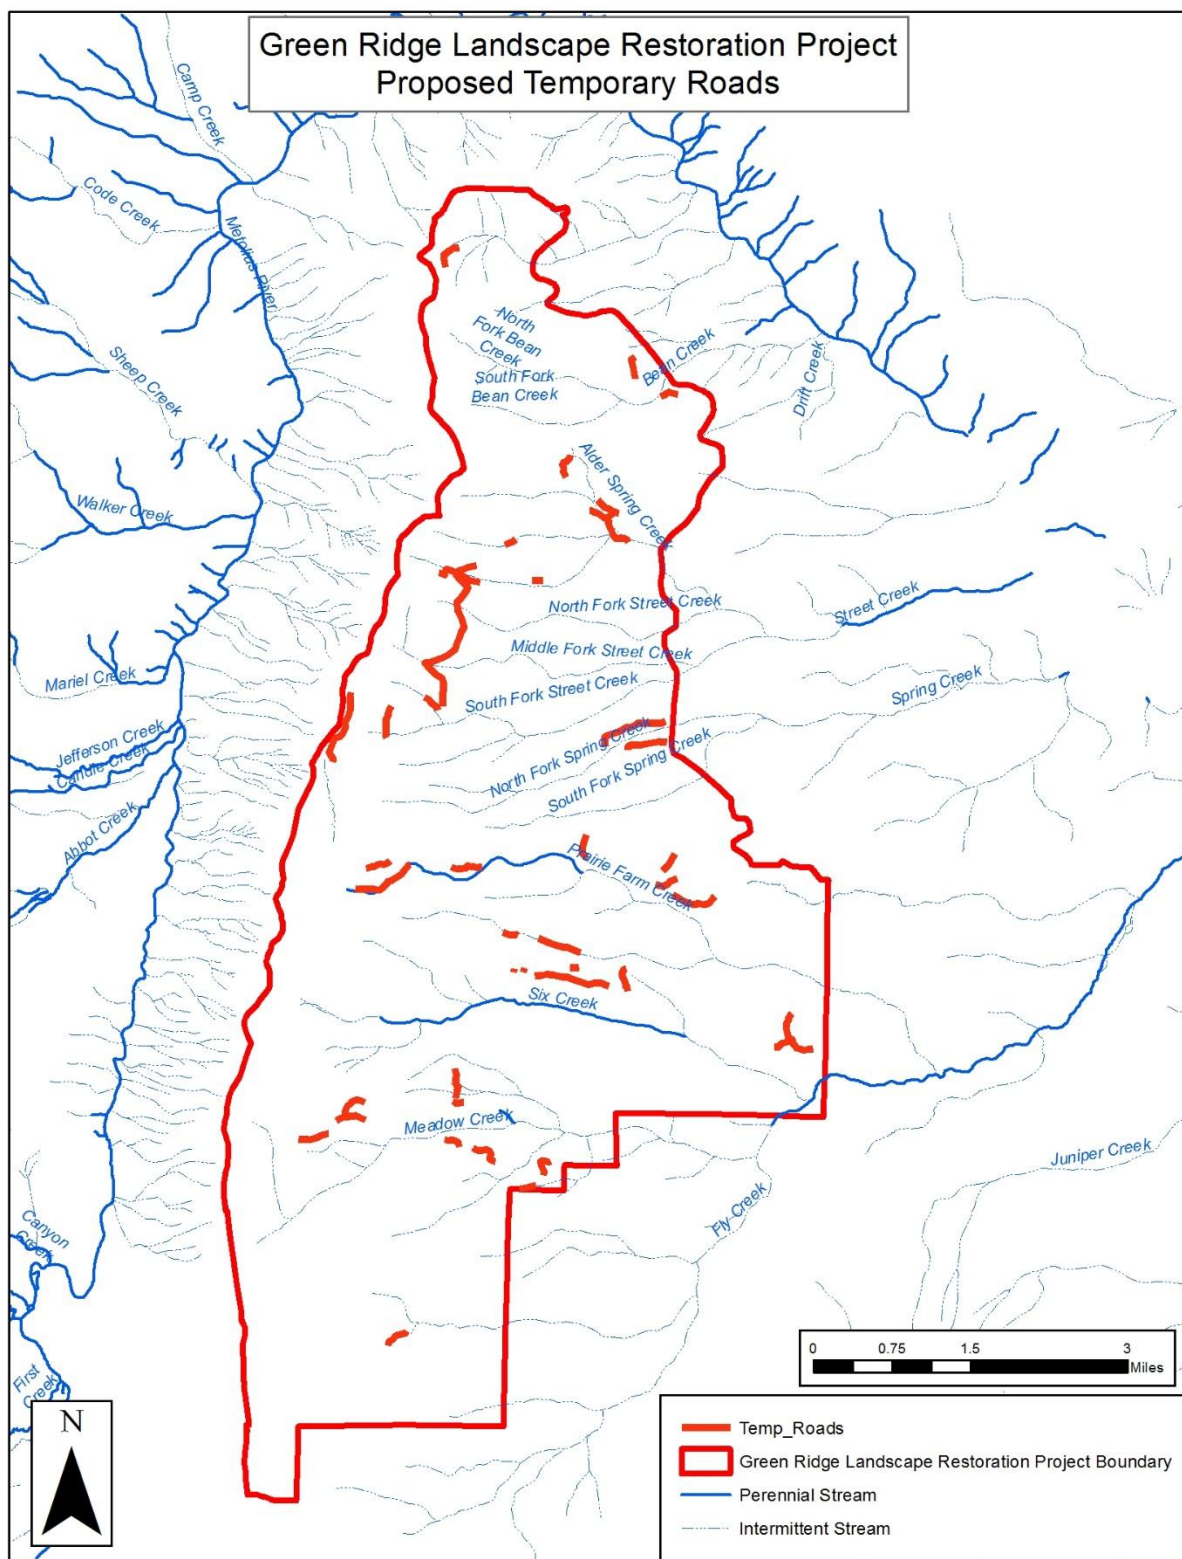 Green Ridge Landscape Restoration Project
Proposed Temporary Roads
Camp Creek
Code Creek
Metolius River
Sheep Creek
North
Fork Bean
Creek
South Fork
Bean Creek
Bean Creek
Drift Creek
Alder Spring Creek
Walker Creek
North Fork Street Creek
Street Creek
Middle Fork Street Creek
Mariel Creek
South Fork Street Creek
Spring Creek
Jefferson Creek
Candle Creek
North Fork Spring Creek
South Fork Spring Creek
Abbot Creek
Prairie Farm Creek
Six Creek
Meadow Creek
Juniper Creek
Fly Creek
Canyon
Creek
First
Creek
0 0.75 1.5 3
Miles
N
Temp_Roads
Green Ridge Landscape Restoration Project Boundary
Perennial Stream
Intermittent Stream